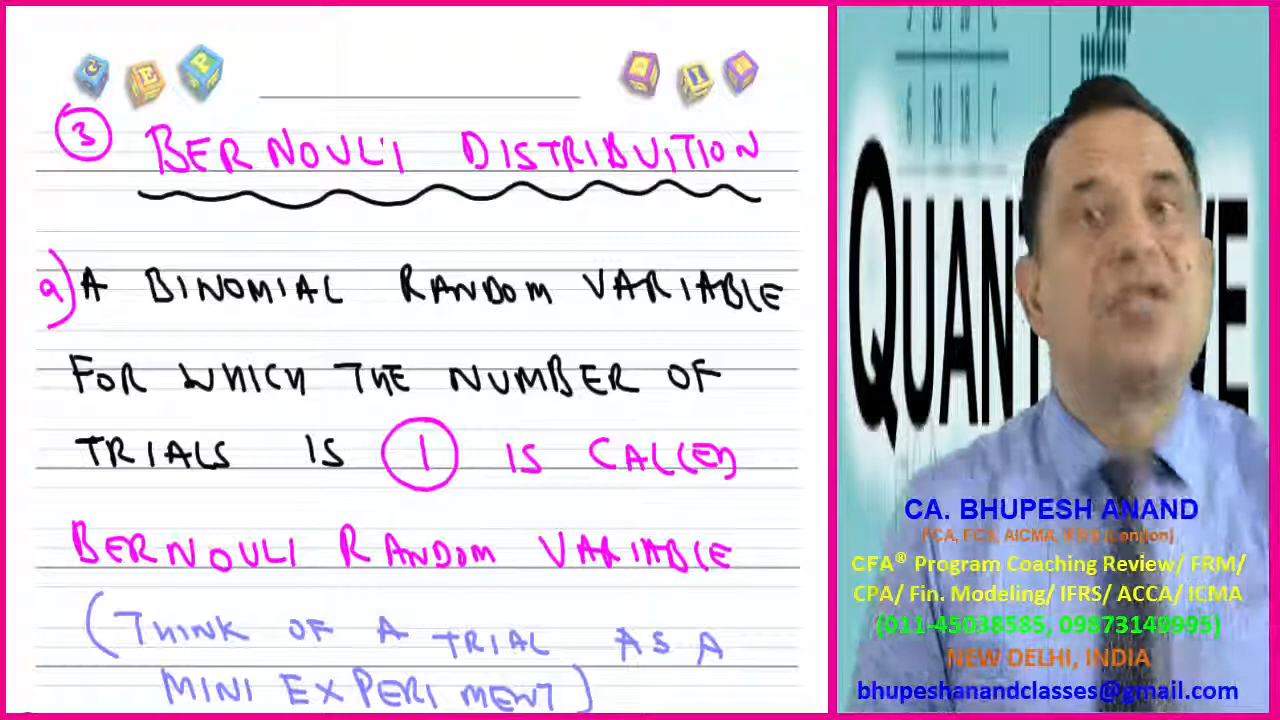 3 BERNOULI DISTRIBUITION
a) A BINOMIAL RANDOM VARIABLE
FOR WHICH THE NUMBER OF
TRIALS IS 1 IS CALLED
BERNOULI RANDOM VARIABLE
(THINK OF A TRIAL AS A
MINI EXPERIMENT)
CA. BHUPESH ANAND
FCA, FCS, AICMA, IFRS (London)
CFA® Program Coaching Review/ FRM/
CPA/ Fin. Modeling/ IFRS/ ACCA/ ICMA
(011-45038585, 09873149995)
NEW DELHI, INDIA
bhupeshanandclasses@gmail.com